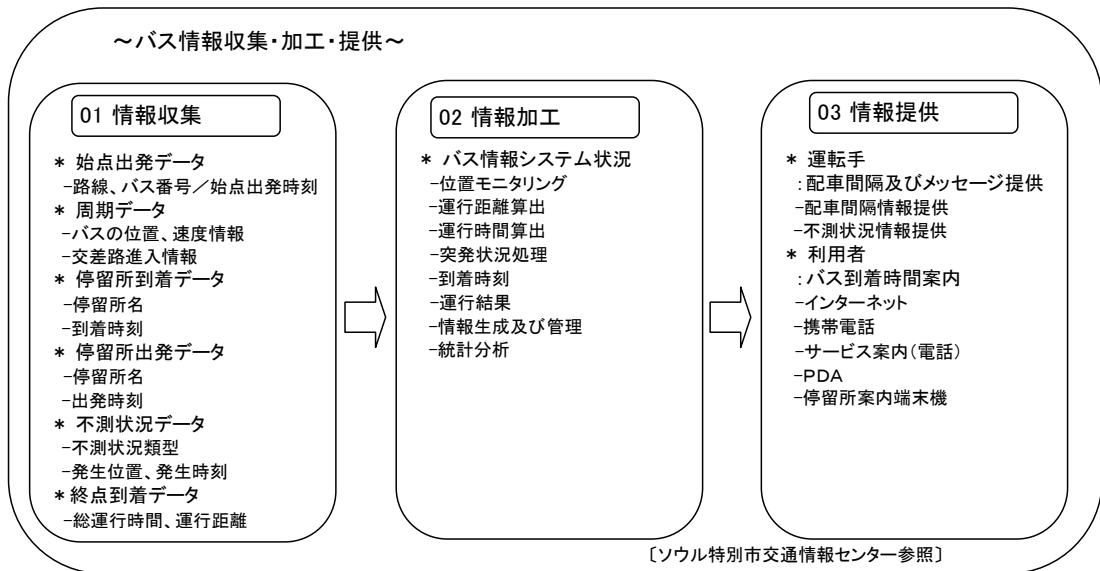 ～バス情報収集・加工・提供～
01 情報収集
* 始点出発データ
-路線、バス番号／始点出発時刻
* 周期データ
-バスの位置、速度情報
-交差路進入情報
* 停留所到着データ
-停留所名
-到着時刻
* 停留所出発データ
-停留所名
-出発時刻
* 不測状況データ
-不測状況類型
-発生位置、発生時刻
* 終点到着データ
-総運行時間、運行距離
02 情報加工
* バス情報システム状況
-位置モニタリング
-運行距離算出
-運行時間算出
-突発状況処理
-到着時刻
-運行結果
-情報生成及び管理
-統計分析
03 情報提供
* 運転手
：配車間隔及びメッセージ提供
-配車間隔情報提供
-不測状況情報提供
* 利用者
：バス到着時間案内
-インターネット
-携帯電話
-サービス案内（電話）
-PDA
-停留所案内端末機
〔ソウル特別市交通情報センター参照〕